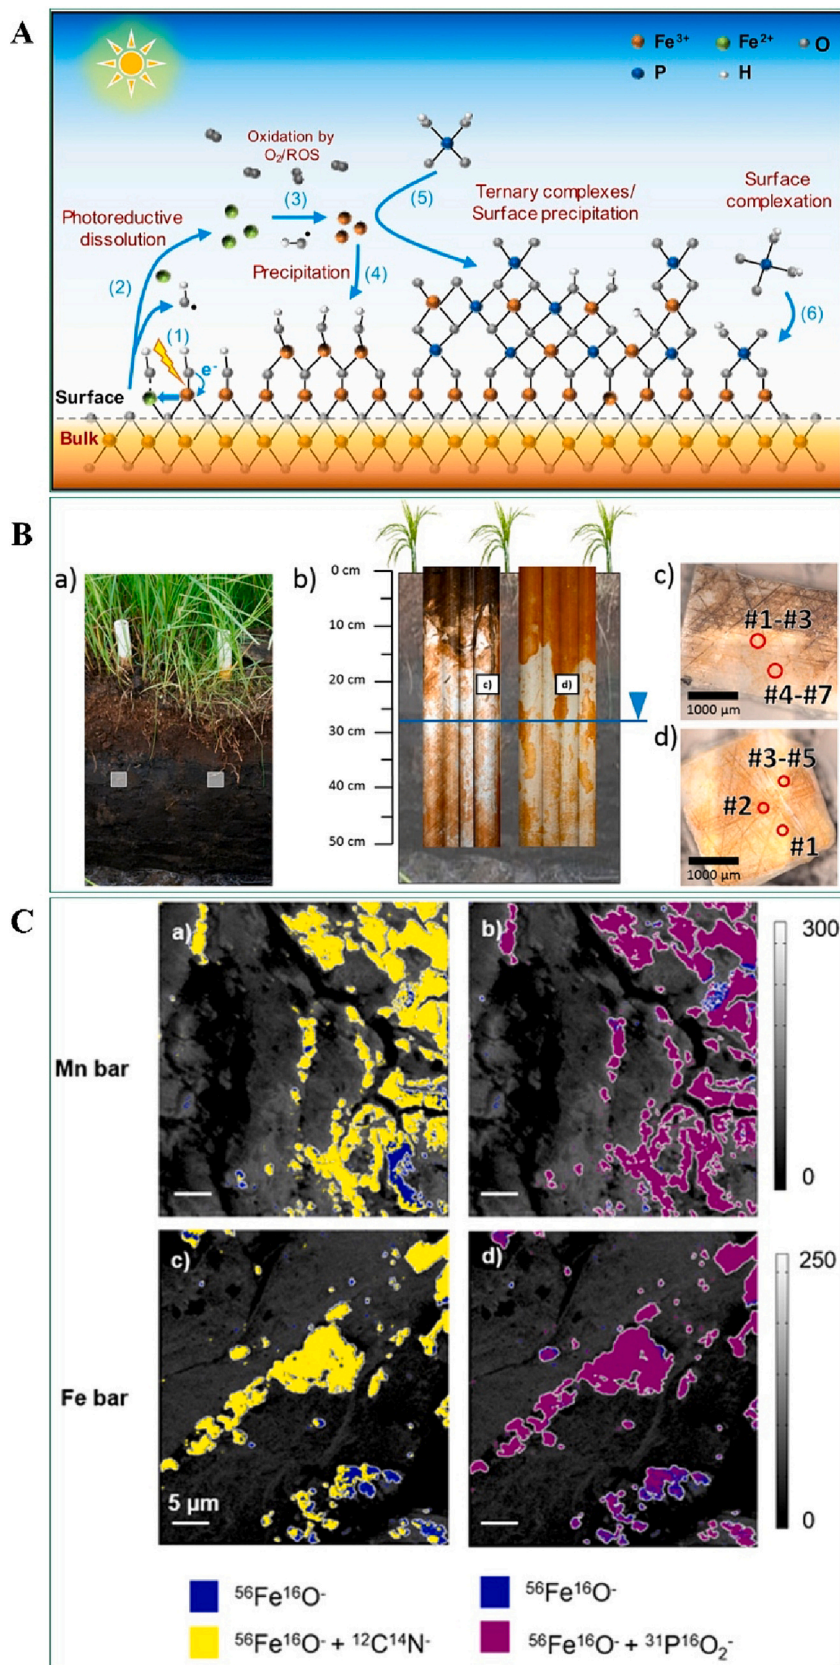 A
Fe³⁺ Fe²⁺ O
P H
Oxidation by
O₂/ROS
(3)
(5)
Photoreductive
dissolution
Ternary complexes/
Surface precipitation
Surface
complexation
Precipitation
(4)
(2)
(1)
(6)
e⁻
Surface
Bulk
B
a)
b)
0 cm
10 cm
20 cm
30 cm
40 cm
50 cm
c)
d)
c)
#1-#3
#4-#7
1000 µm
d)
#3-#5
#2
#1
1000 µm
C
a)
b)
300
Mn bar
0
c)
d)
250
Fe bar
5 µm
0
⁵⁶Fe¹⁶O⁻
⁵⁶Fe¹⁶O⁻
⁵⁶Fe¹⁶O⁻ + ¹²C¹⁴N⁻
⁵⁶Fe¹⁶O⁻ + ³¹P¹⁶O₂⁻